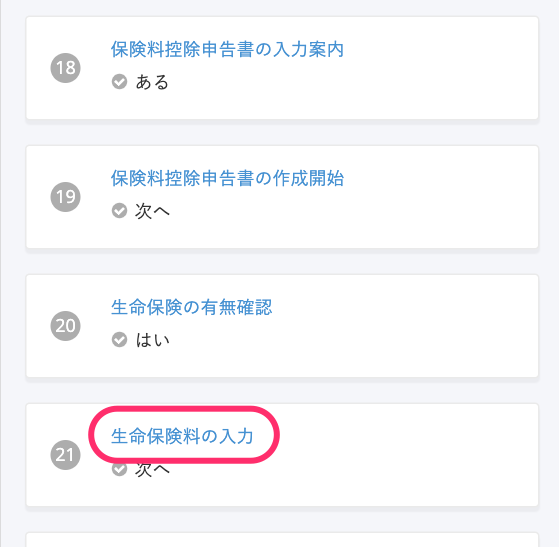 18
保険料控除申告書の入力案内
ある
19
保険料控除申告書の作成開始
次へ
20
生命保険の有無確認
はい
21
生命保険料の入力
次へ